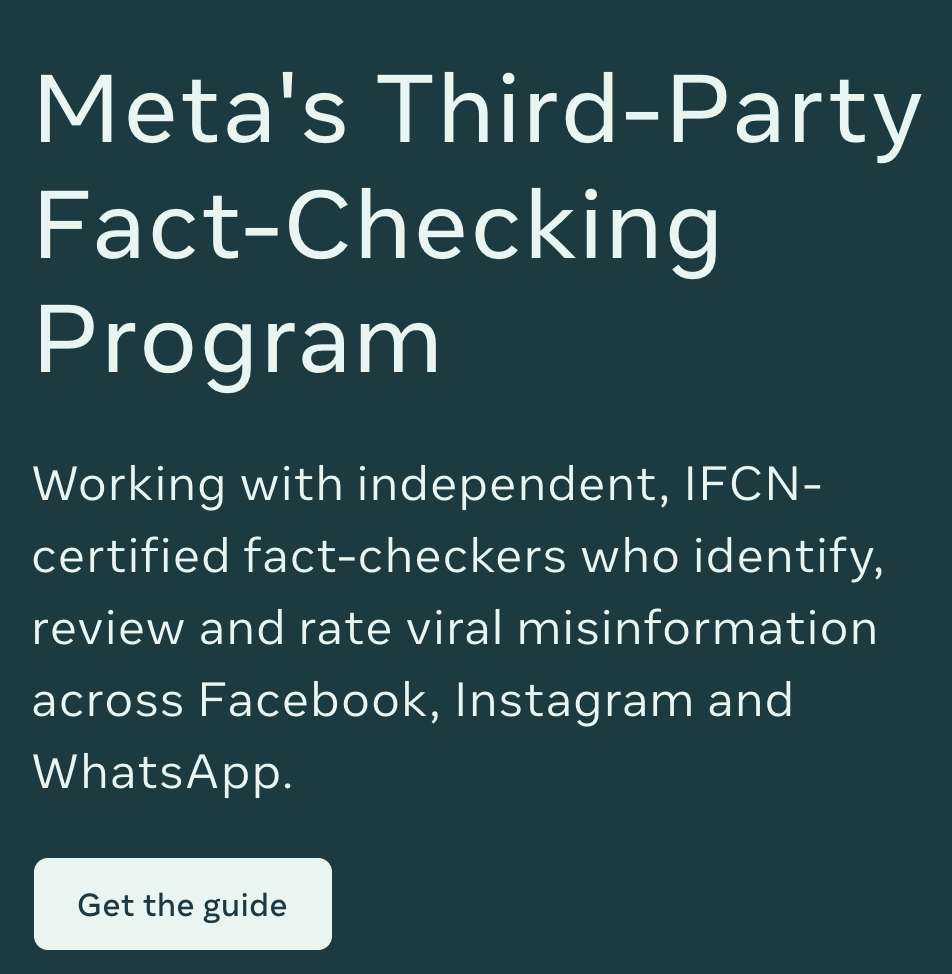 Meta's Third-Party
Fact-Checking
Program
Working with independent, IFCN-
certified fact-checkers who identify,
review and rate viral misinformation
across Facebook, Instagram and
WhatsApp.
Get the guide